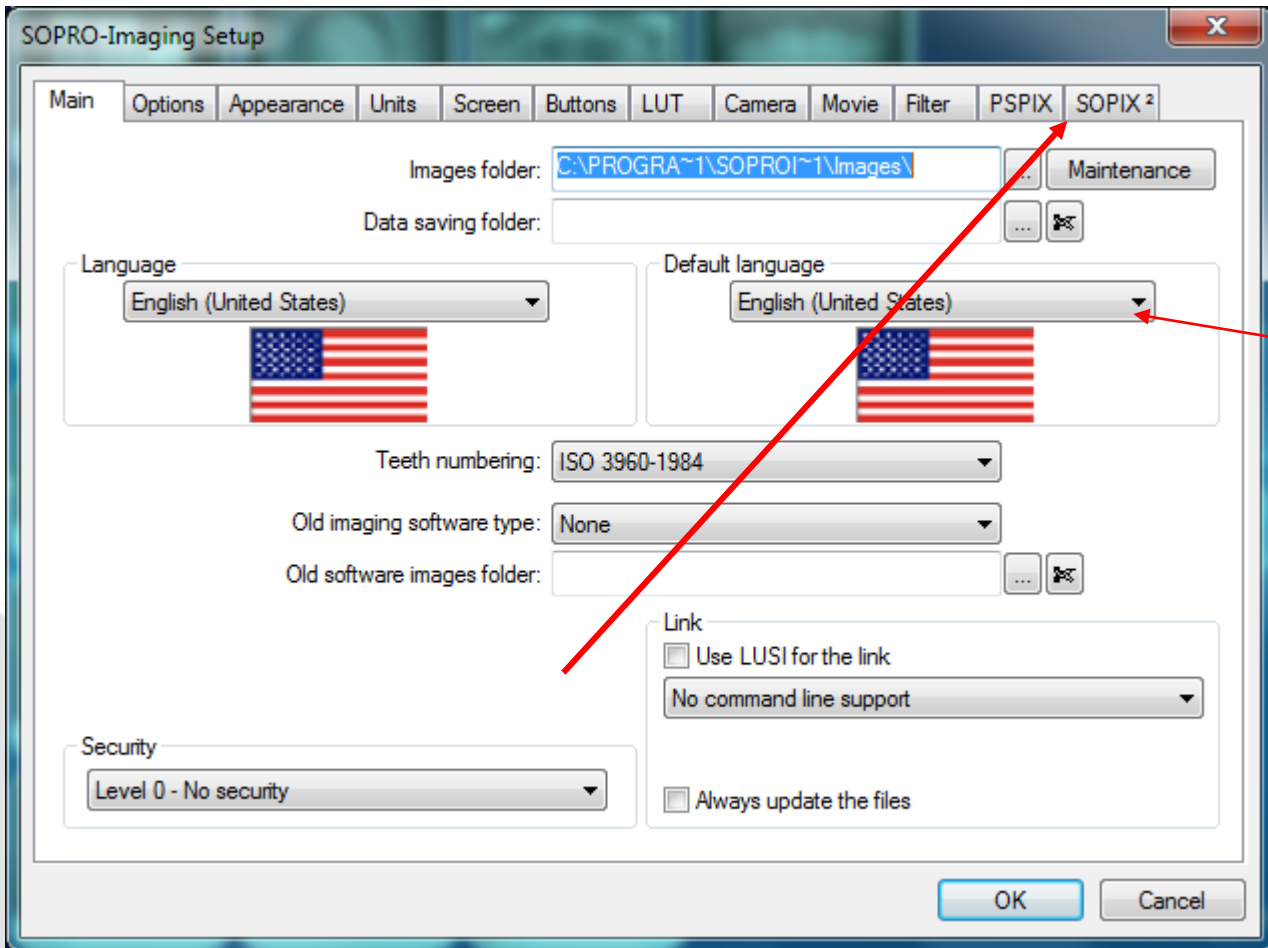 SOPRO-Imaging Setup
Main Options Appearance Units Screen Buttons LUT Camera Movie Filter PSPIX SOPIX ²
Images folder: C:\PROGRA~1\SOPROI~1\Images\ ... Maintenance
Data saving folder: ...
Language Default language
English (United States) English (United States)
Teeth numbering: ISO 3960-1984
Old imaging software type: None
Old software images folder: ...
Link
Use LUSI for the link
No command line support
Security
Level 0 - No security
Always update the files
OK Cancel